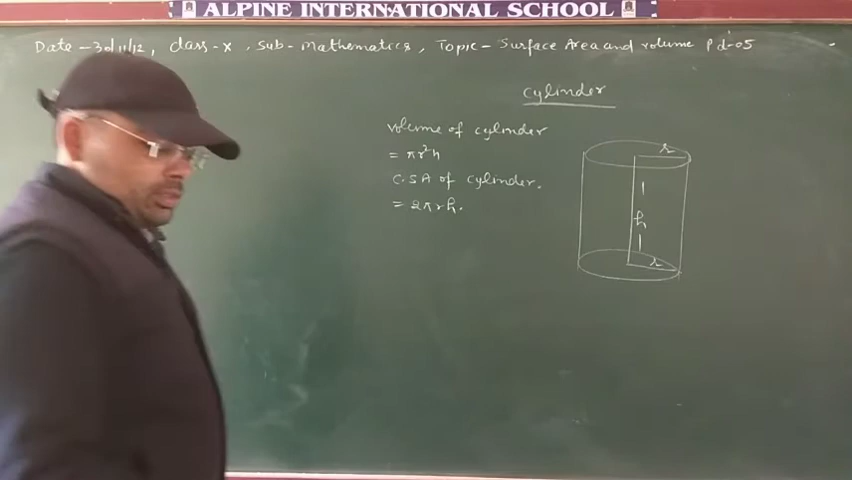 ALPINE INTERNATIONAL SCHOOL
Date - 30/11/12, Class - X, Sub - Mathematics, Topic - Surface Area and volume Pd - 05
Cylinder
volume of cylinder
= πr²h
C.S.A of cylinder.
= 2πrh.
r
h
r